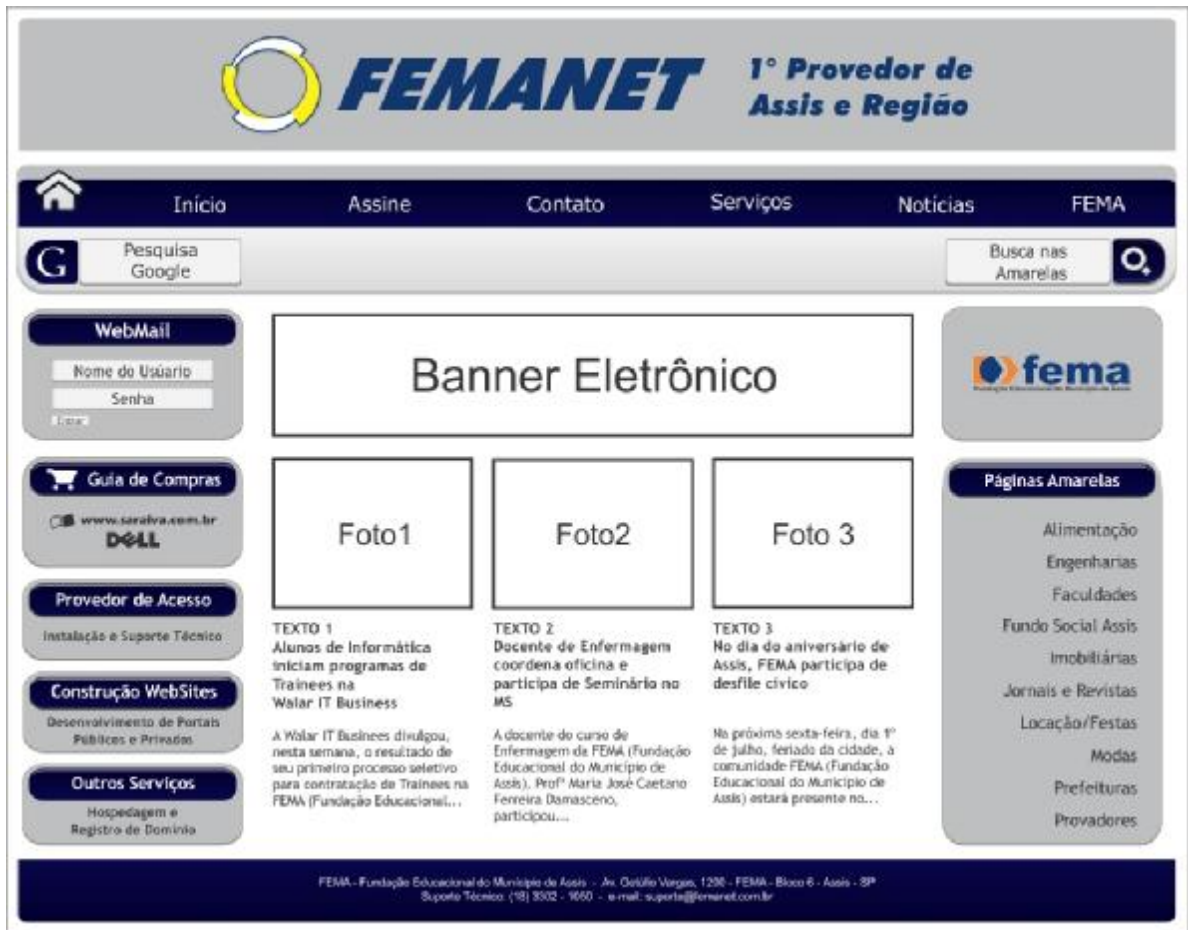 FEMANET
1° Provedor de
Assis e Região
Início
Assine
Contato
Serviços
Notícias
FEMA
G
Pesquisa
Google
Busca nas
Amarelas
WebMail
Nome do Usúario
Senha
Guia de Compras
www.saraiva.com.br
DELL
Provedor de Acesso
Instalação e Suporte Técnico
Construção WebSites
Desenvolvimento de Portais
Públicos e Privados
Outros Serviços
Hospedagem e
Registro de Domínio
Banner Eletrônico
Foto1
TEXTO 1
Alunos de Informática
iniciam programas de
Trainees na
Walar IT Business
A Walar IT Businees divulgou,
nesta semana, o resultado de
seu primeiro processo seletivo
para contratação de Trainees na
FEMA (Fundação Educacional...
Foto2
TEXTO 2
Docente de Enfermagem
coordena oficina e
participa de Seminário no
MS
A docente do curso de
Enfermagem da FEMA (Fundação
Educacional do Município de
Assis), Profª Maria José Caetano
Ferreira Damasceno,
participou...
Foto 3
TEXTO 3
No dia do aniversário de
Assis, FEMA participa de
desfile cívico
Na próxima sexta-feira, dia 1º
de julho, feriado da cidade, a
comunidade FEMA (Fundação
Educacional do Município de
Assis) estará presente no...
fema
Fundação Educacional do Município de Assis
Páginas Amarelas
Alimentação
Engenharias
Faculdades
Fundo Social Assis
Imobiliárias
Jornais e Revistas
Locação/Festas
Modas
Prefeituras
Provadores
FEMA - Fundação Educacional do Município de Assis - Av. Getúlio Vargas, 1200 - FEMA - Bloco 6 - Assis - SP
Suporte Técnico: (18) 3302 - 1050 - e-mail: suporte@femanet.com.br